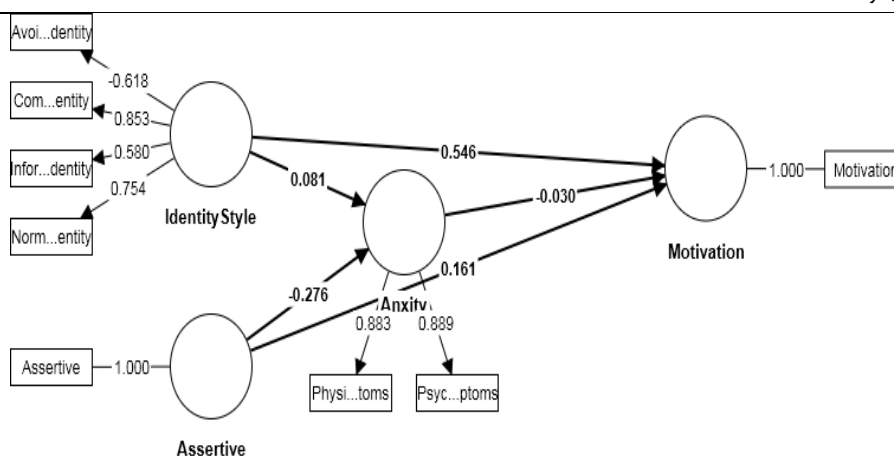 Avoi...dentity
-0.618
Com...entity
0.853
0.580
Infor...dentity
0.754
Norm...entity
Identity Style
0.546
0.081
-0.030
Motivation
1.000
Motivation
0.161
-0.276
Anxity
0.883
0.889
Assertive
1.000
Physi...toms
Psyc...ptoms
Assertive